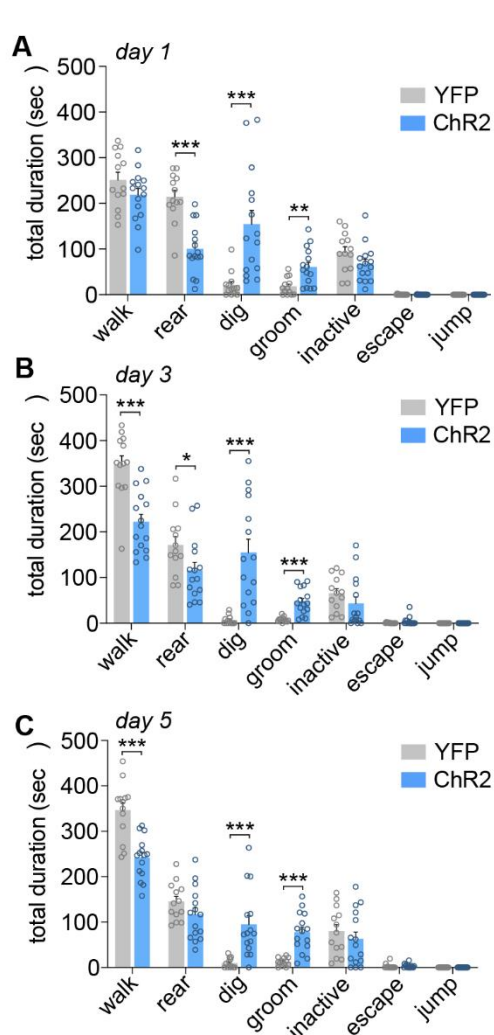 A
day 1
500
400
300
200
100
0
total duration (sec )
YFP
ChR2
***
***
**
walk
rear
dig
groom
inactive
escape
jump
B
day 3
500
400
300
200
100
0
total duration (sec )
YFP
ChR2
***
*
***
***
walk
rear
dig
groom
inactive
escape
jump
C
day 5
500
400
300
200
100
0
total duration (sec )
YFP
ChR2
***
***
***
walk
rear
dig
groom
inactive
escape
jump